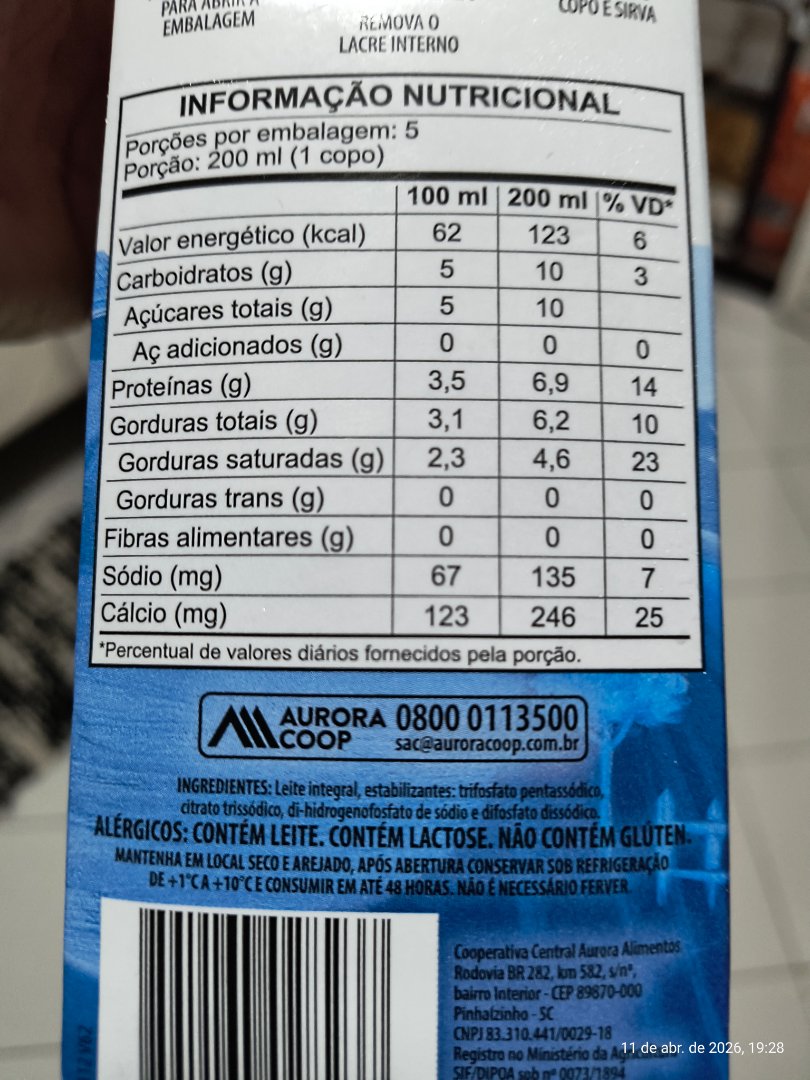 PARA ABRIR A
EMBALAGEM
REMOVA O
LACRE INTERNO
COPO E SIRVA
INFORMAÇÃO NUTRICIONAL
Porções por embalagem: 5
Porção: 200 ml (1 copo)
100 ml 200 ml % VD*
Valor energético (kcal) 62 123 6
Carboidratos (g) 5 10 3
Açúcares totais (g) 5 10
Aç adicionados (g) 0 0 0
Proteínas (g) 3,5 6,9 14
Gorduras totais (g) 3,1 6,2 10
Gorduras saturadas (g) 2,3 4,6 23
Gorduras trans (g) 0 0 0
Fibras alimentares (g) 0 0 0
Sódio (mg) 67 135 7
Cálcio (mg) 123 246 25
*Percentual de valores diários fornecidos pela porção.
AURORA COOP
0800 0113500
sac@auroracoop.com.br
INGREDIENTES: Leite integral, estabilizantes: trifosfato pentassódico,
citrato trissódico, di-hidrogenofosfato de sódio e difosfato dissódico.
ALÉRGICOS: CONTÉM LEITE. CONTÉM LACTOSE. NÃO CONTÉM GLÚTEN.
MANTENHA EM LOCAL SECO E AREJADO, APÓS ABERTURA CONSERVAR SOB REFRIGERAÇÃO
DE +1°C A +10°C E CONSUMIR EM ATÉ 48 HORAS. NÃO É NECESSÁRIO FERVER.
Cooperativa Central Aurora Alimentos
Rodovia BR 282, km 582, s/nº,
bairro Interior - CEP 89870-000
Pinhalzinho - SC
CNPJ 83.310.441/0029-18
Registro no Ministério da
SIF/DIPOA sob nº 0073/1894
11 de abr. de 2026, 19:28